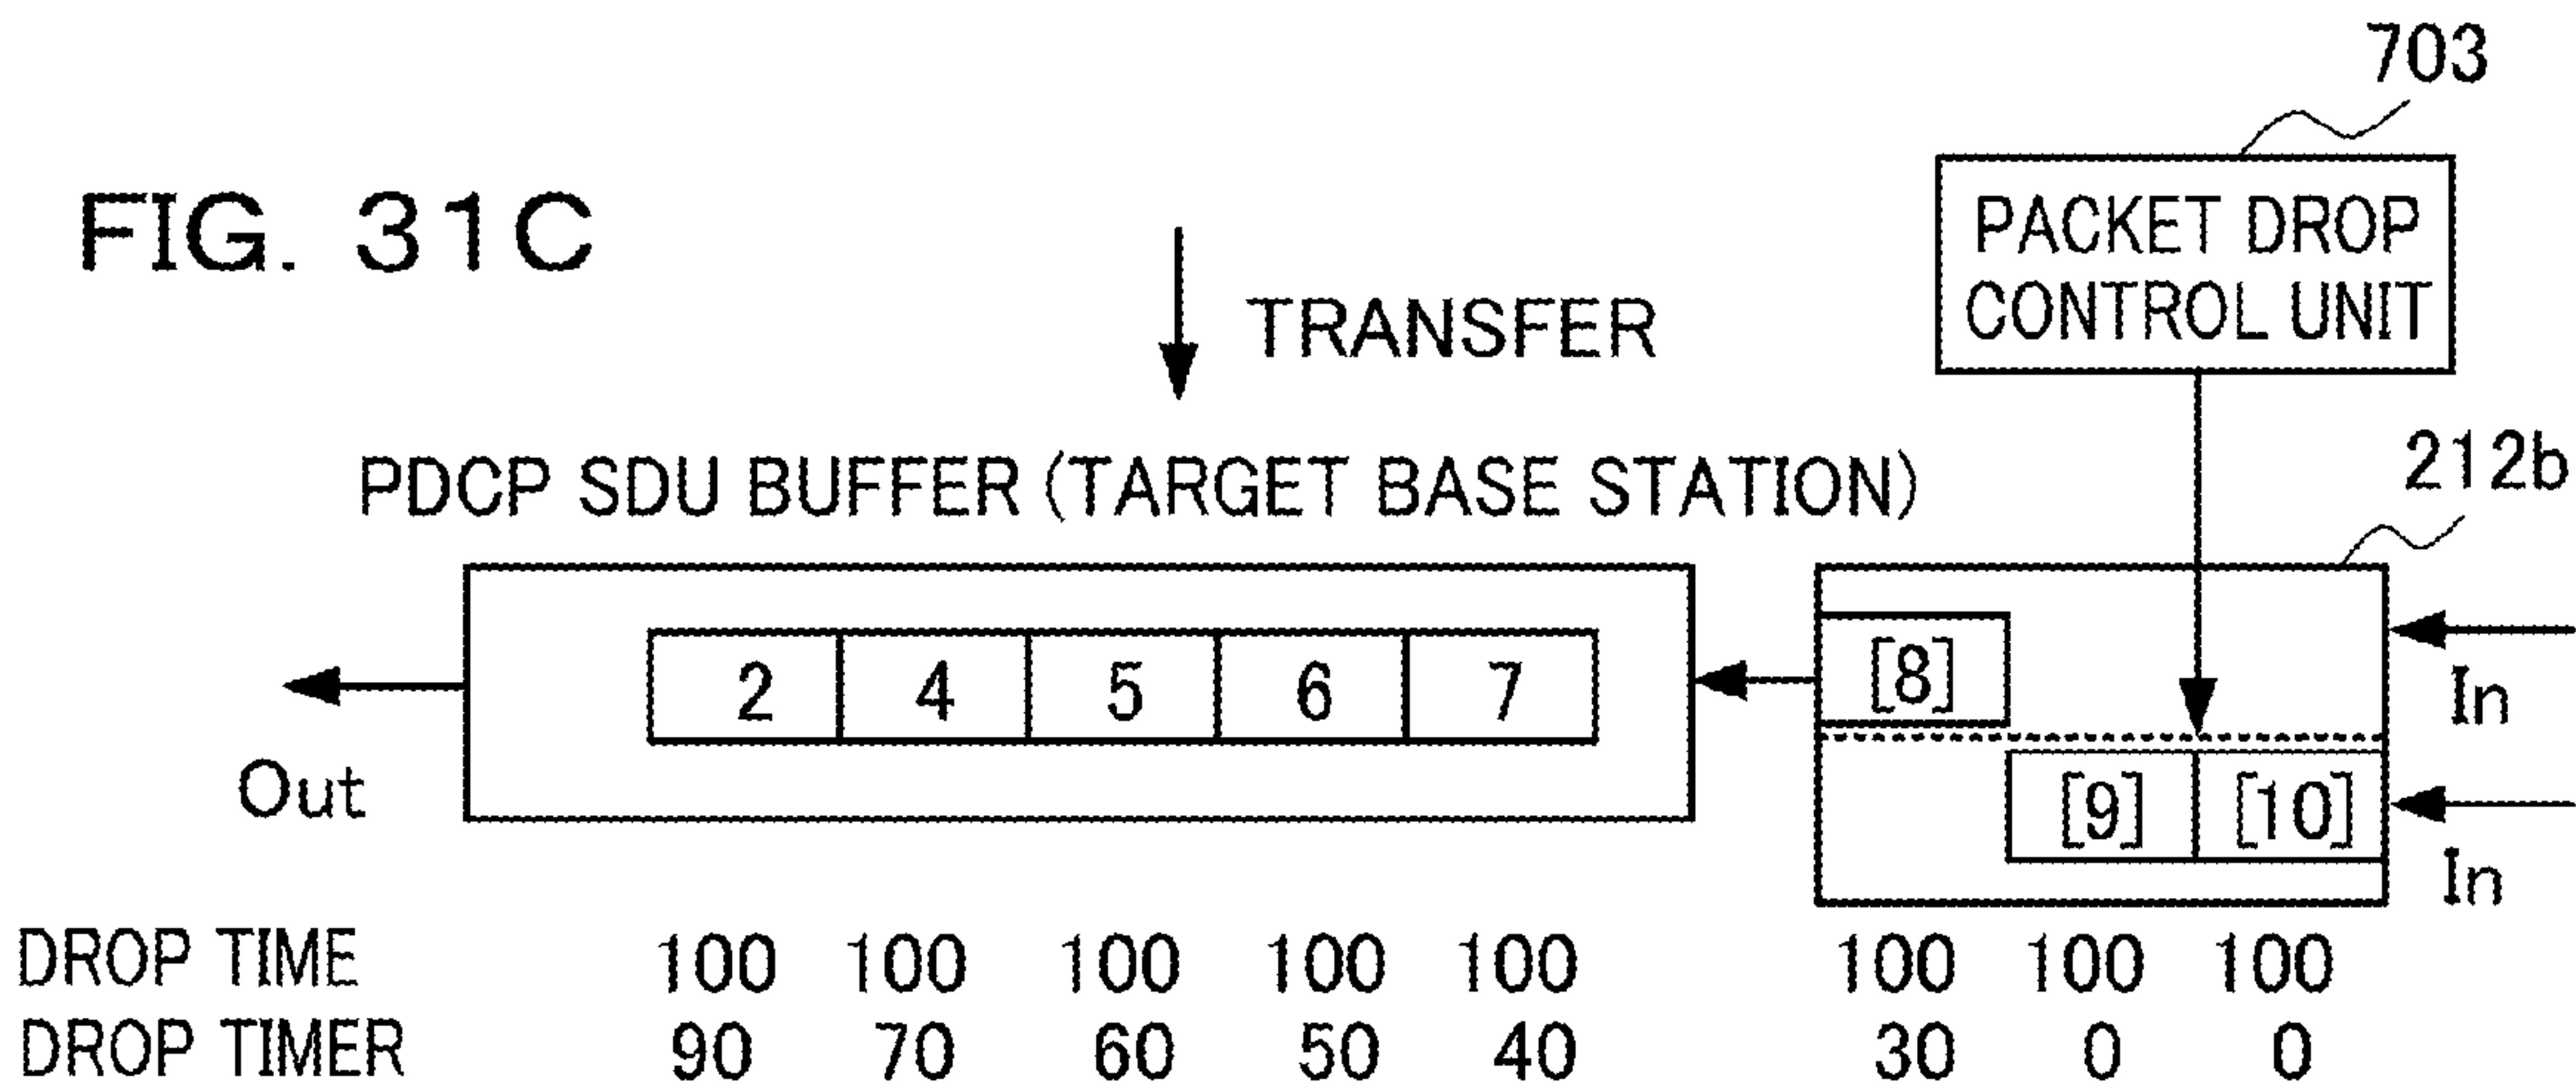 703
FIG. 31C
PACKET DROP
CONTROL UNIT
TRANSFER
212b
PDCP SDU BUFFER (TARGET BASE STATION)
2 4 5 6 7
[8]
In
[9] [10]
Out
In
DROP TIME 100 100 100 100 100 100 100 100
DROP TIMER 90 70 60 50 40 30 0 0